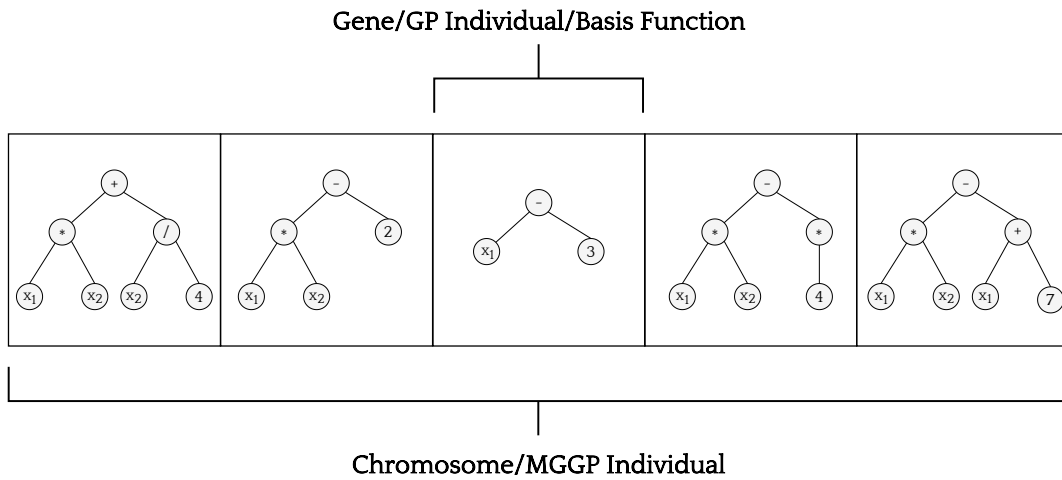 Gene/GP Individual/Basis Function
+ - - - -
* / * 2 x₁ 3 * * * +
x₁ x₂ x₂ 4 x₁ x₂ x₁ x₂ 4 x₁ x₂ x₁ 7
Chromosome/MGGP Individual